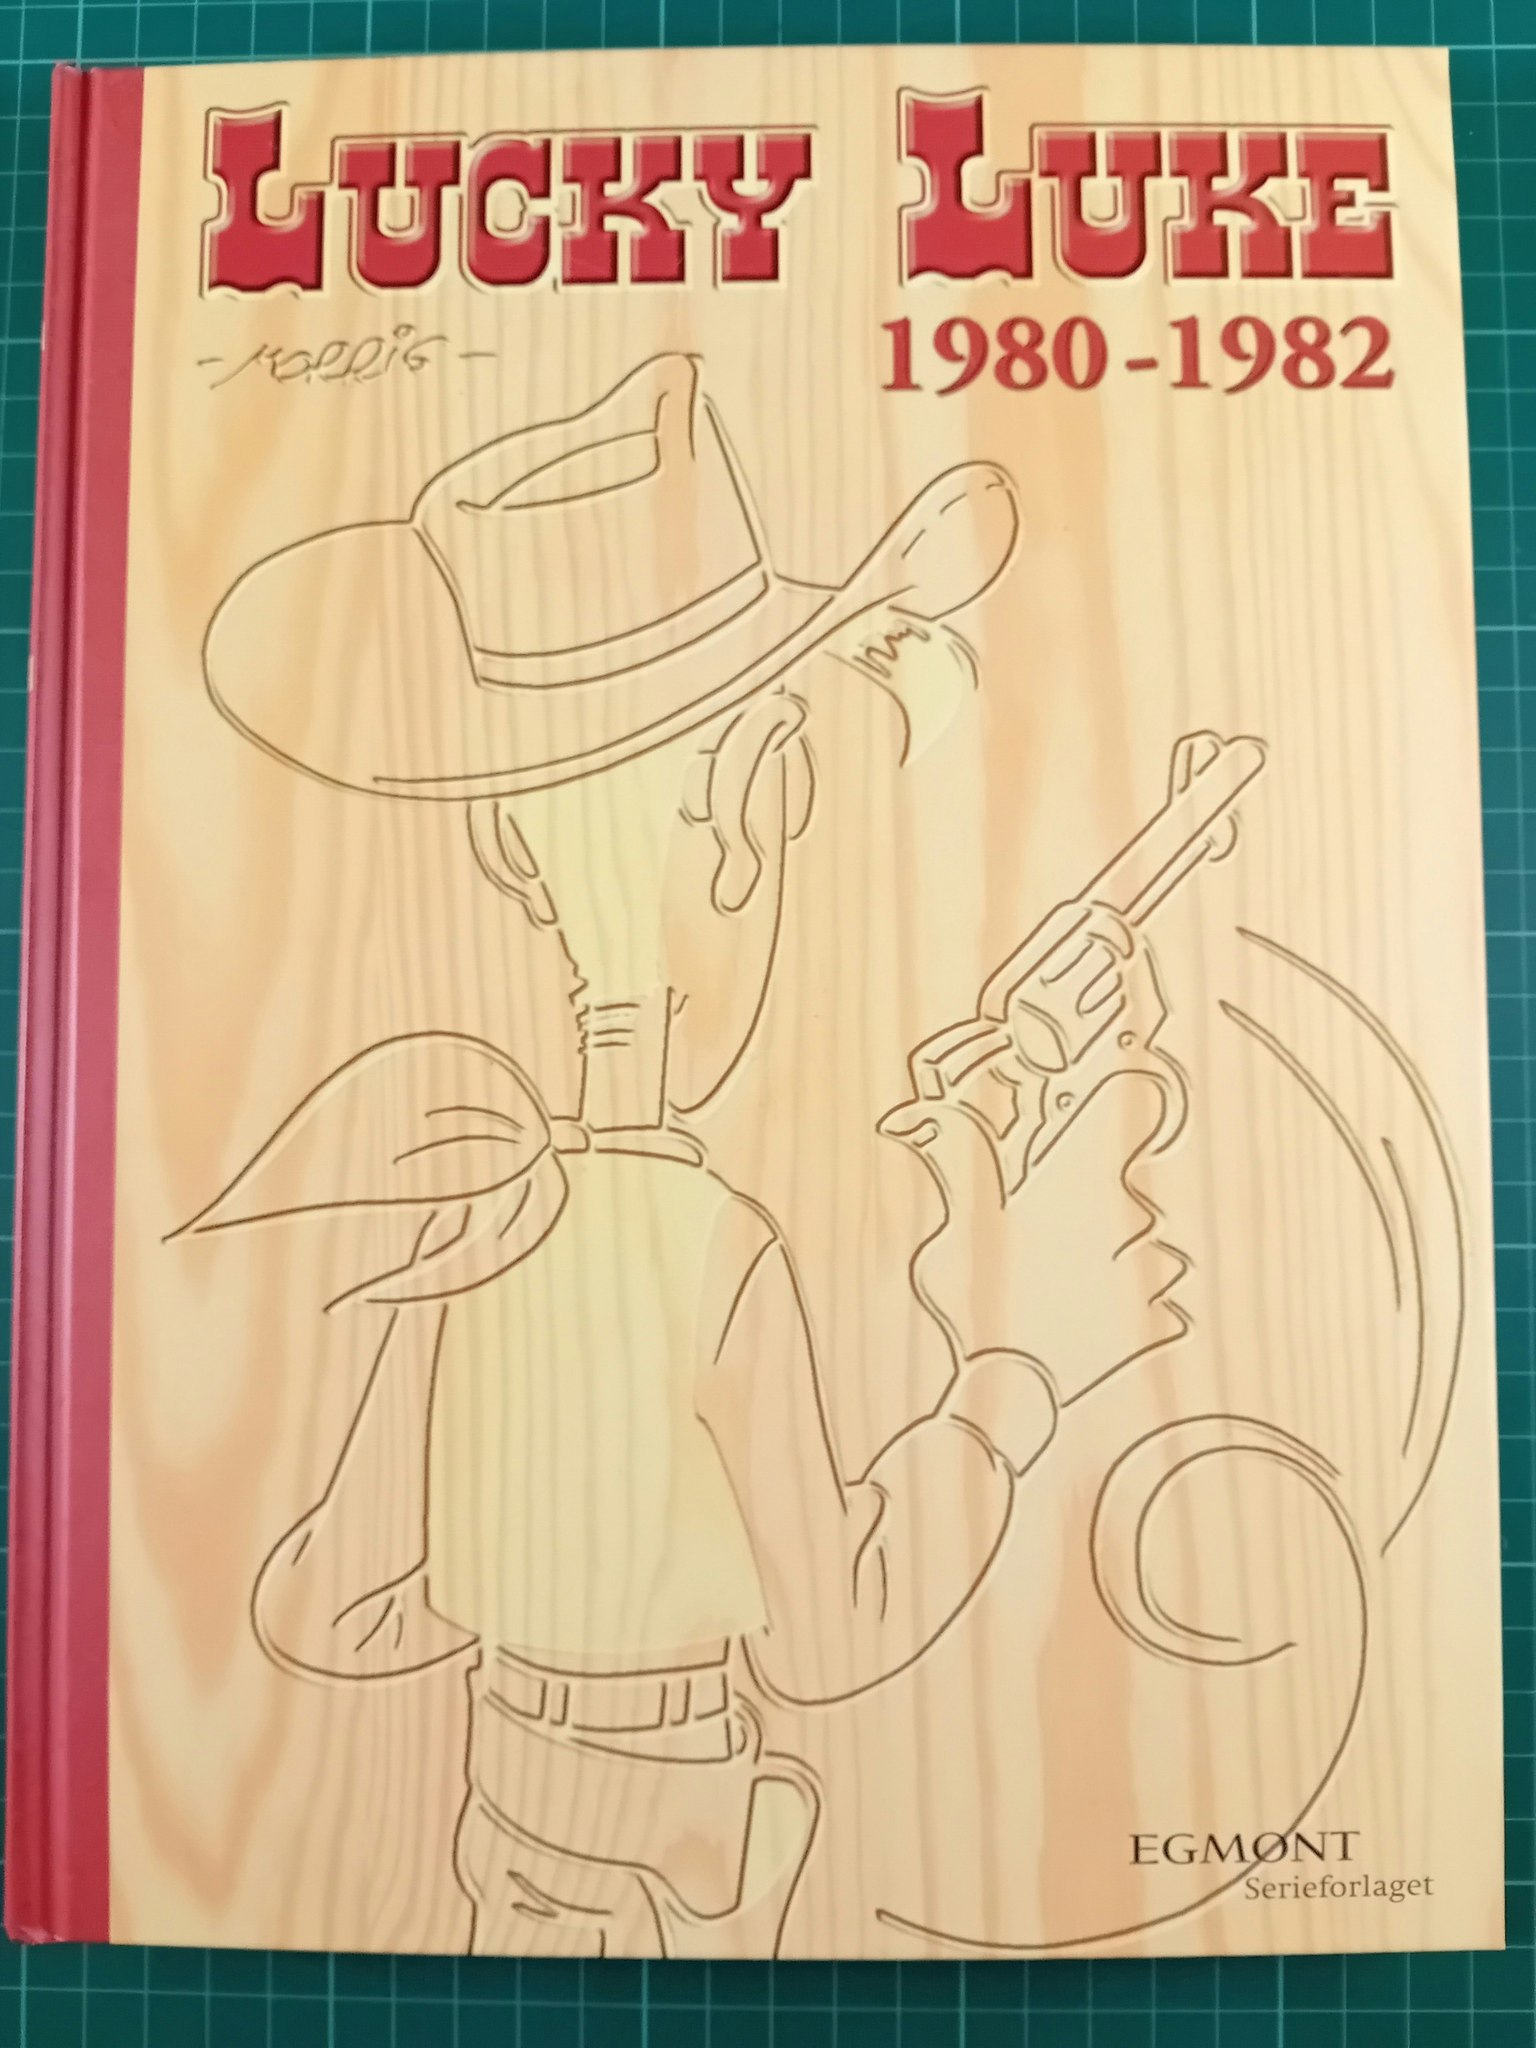 LUCKY LUKE
- MORRIS -
1980-1982
EGMONT
Serieforlaget